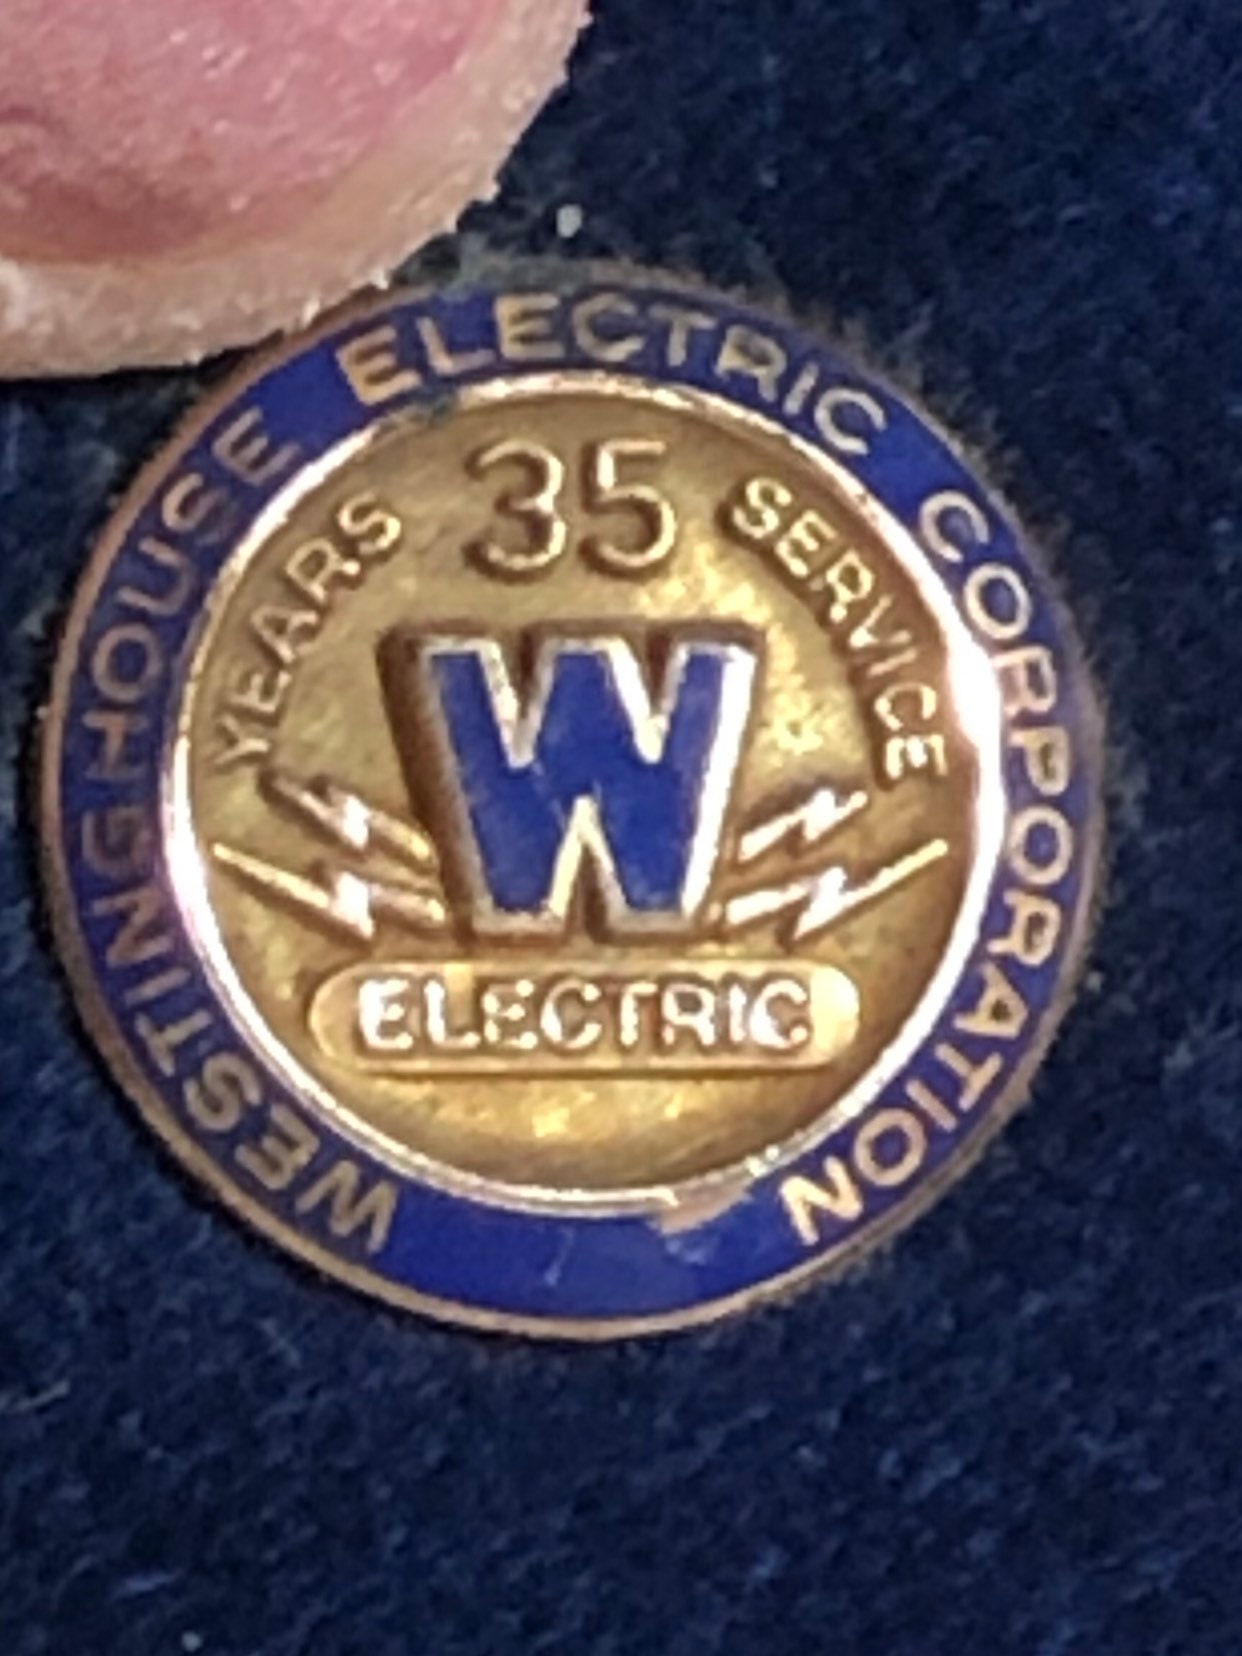 WESTINGHOUSE ELECTRIC CORPORATION
YEARS 35 SERVICE
W
ELECTRIC